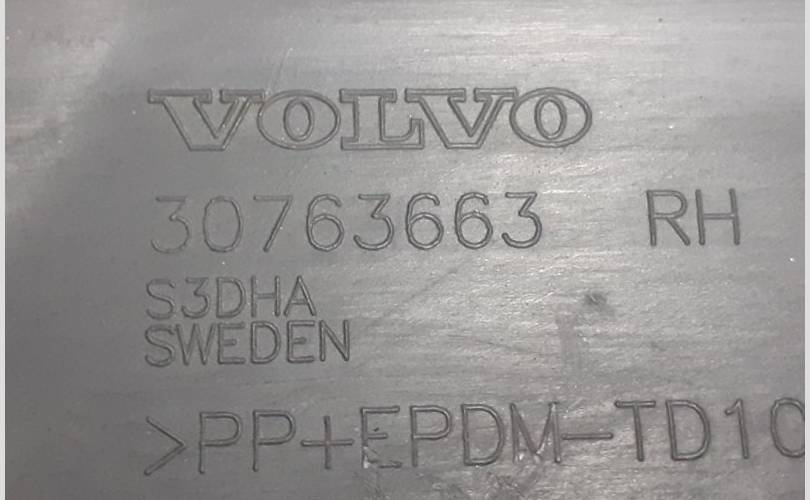 VOLVO
30763663 RH
S3DHA
SWEDEN
>PP+EPDM-TD10